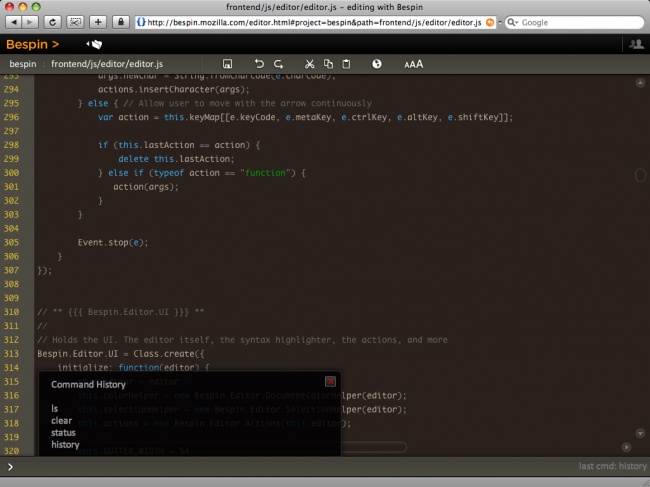 frontend/js/editor/editor.js – editing with Bespin
http://bespin.mozilla.com/editor.html#project=bespin&path=frontend/js/editor/editor.js
Google
Bespin >
bespin : frontend/js/editor/editor.js
AAA
293 args.newChar = String.fromCharCode(e.charCode);
294 actions.insertCharacter(args);
295 } else { // Allow user to move with the arrow continuously
296 var action = this.keyMap[[e.keyCode, e.metaKey, e.ctrlKey, e.altKey, e.shiftKey]];
297
298 if (this.lastAction == action) {
299 delete this.lastAction;
300 } else if (typeof action == "function") {
301 action(args);
302 }
303 }
304
305 Event.stop(e);
306 }
307 });
308
309
310 // ** {{{ Bespin.Editor.UI }}} **
311 //
312 // Holds the UI. The editor itself, the syntax highlighter, the actions, and more
313 Bespin.Editor.UI = Class.create({
314 initialize: function(editor) {
315 = editor;
316 this.colorHelper = new Bespin.Editor.DocumentColorHelper(editor);
317 this.selectionHelper = new Bespin.Editor.SelectionHelper(editor);
318 this.actions = new Bespin.Editor.Actions(this.editor);
319
320 this.GUTTER_WIDTH = 54;
Command History
ls
clear
status
history
>
last cmd: history